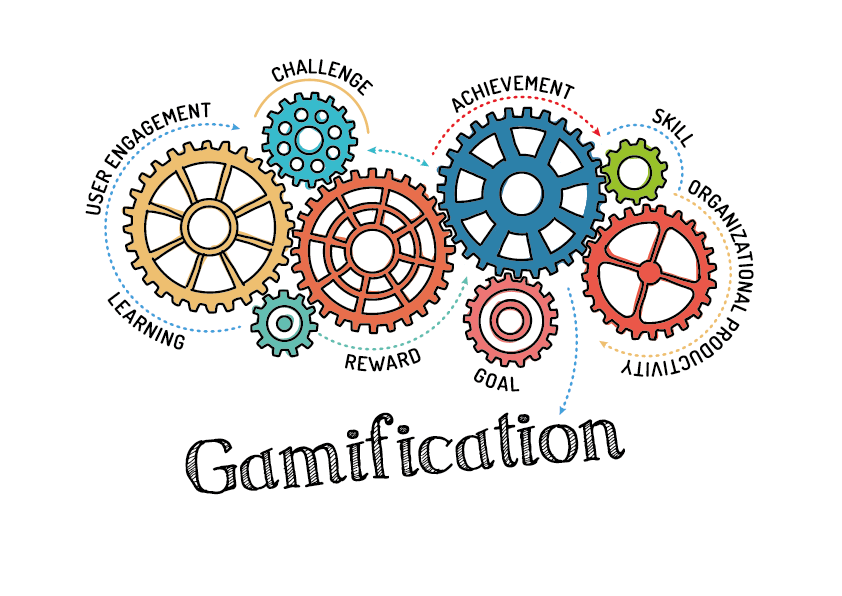 CHALLENGE
ACHIEVEMENT
USER ENGAGEMENT
SKILL
ORGANIZATIONAL PRODUCTIVITY
LEARNING
REWARD
GOAL
Gamification